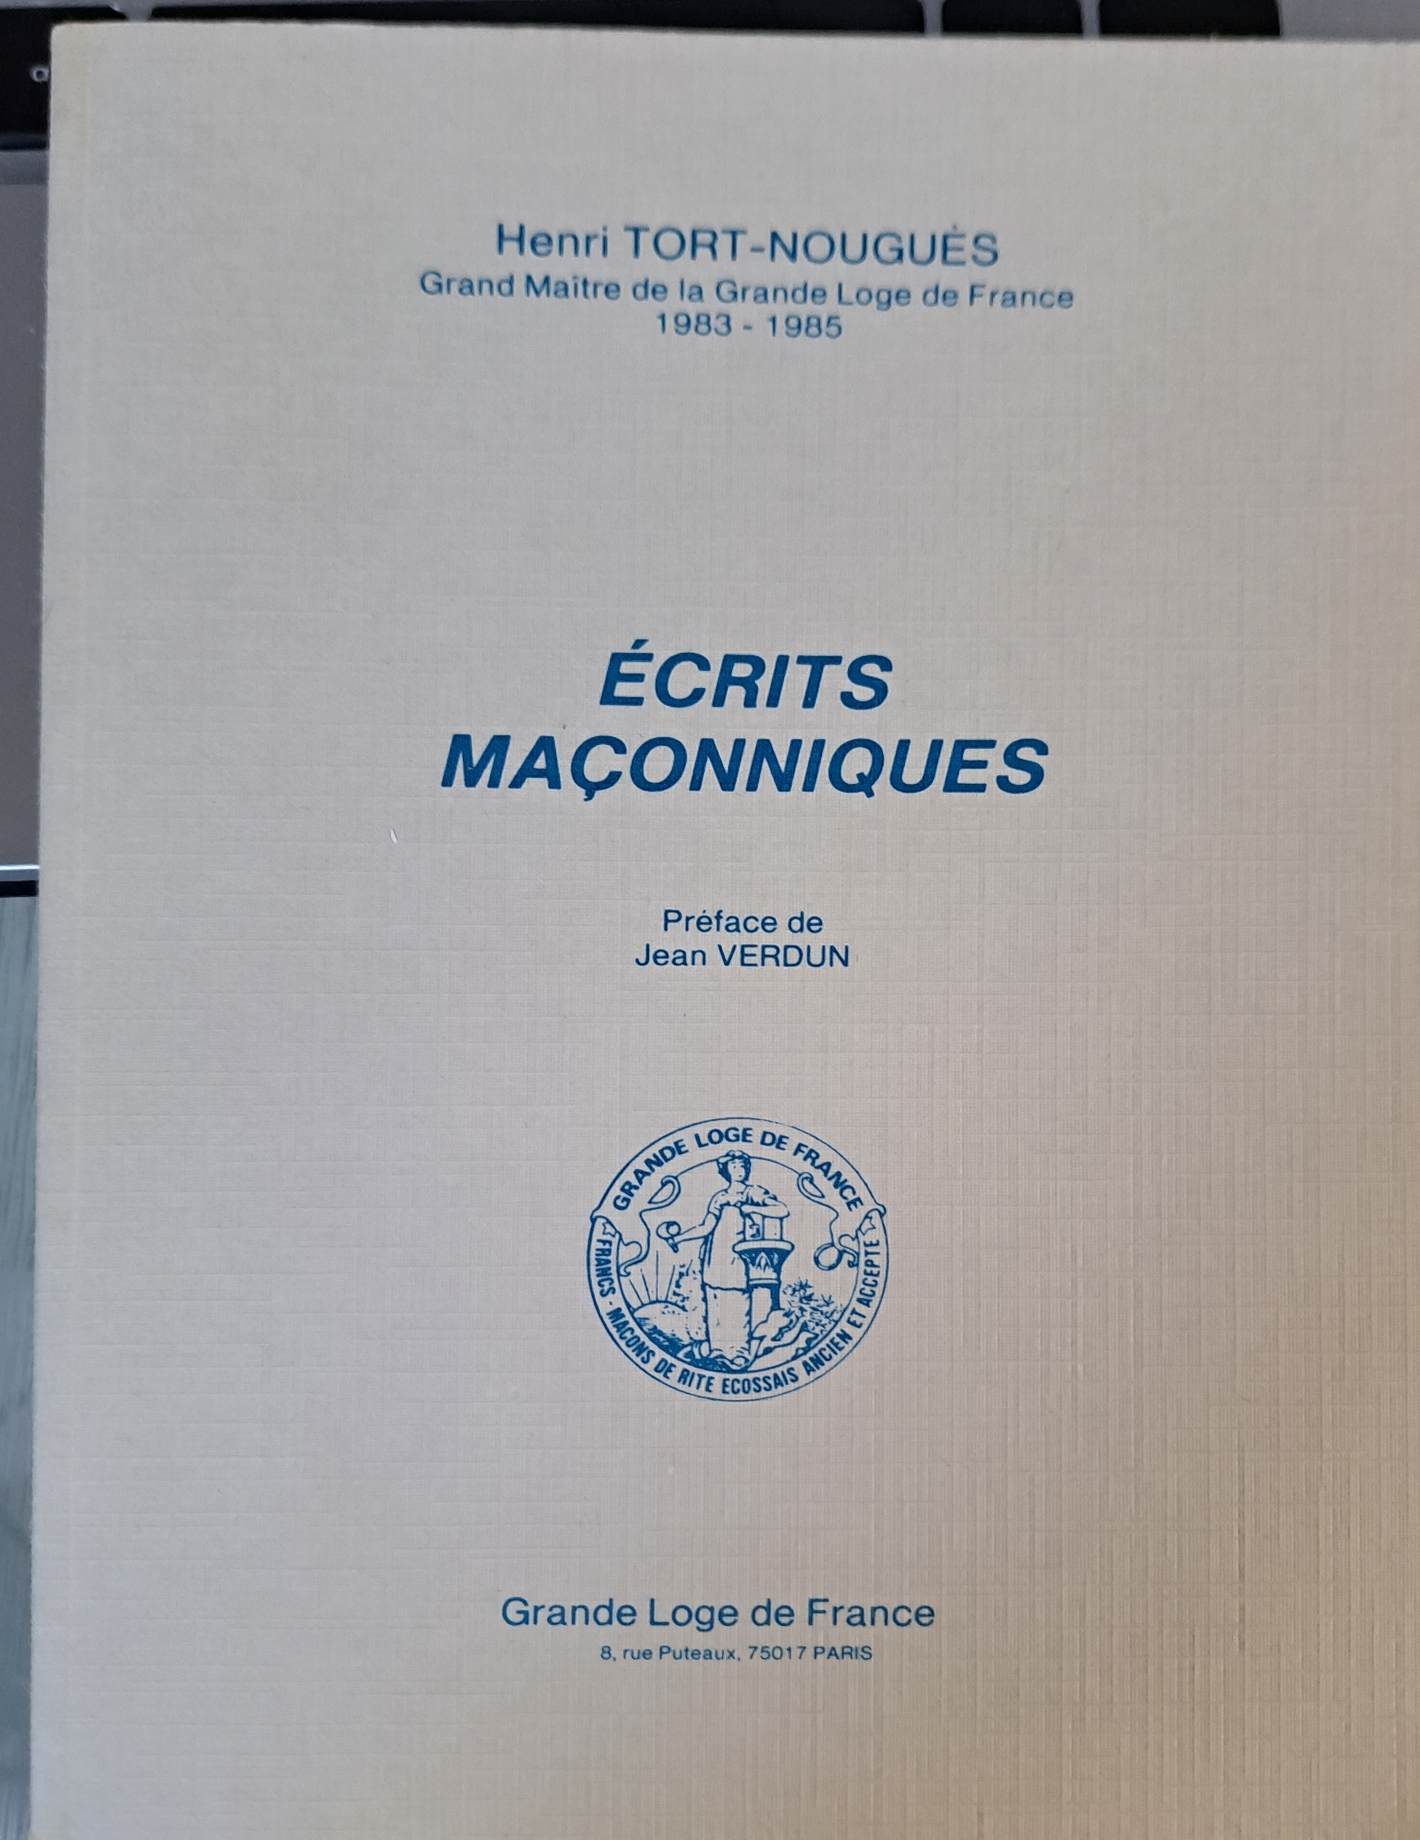 Henri TORT-NOUGUÈS
Grand Maître de la Grande Loge de France
1983 - 1985
ÉCRITS
MAÇONNIQUES
Préface de
Jean VERDUN
GRANDE LOGE DE FRANCE
FRANCS - MAÇONS DE RITE ECOSSAIS ANCIEN ET ACCEPTÉ
Grande Loge de France
8, rue Puteaux, 75017 PARIS